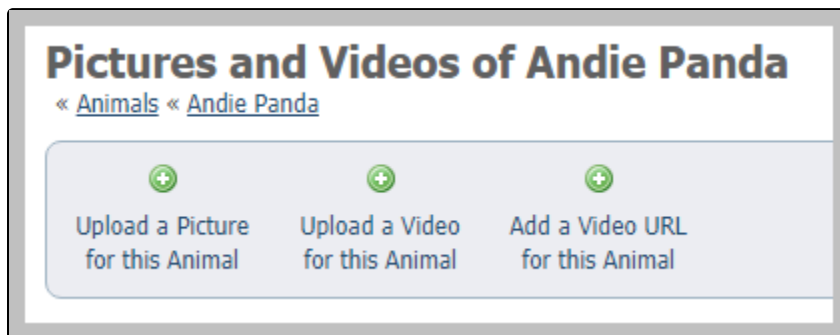 Pictures and Videos of Andie Panda
« Animals « Andie Panda
Upload a Picture
for this Animal
Upload a Video
for this Animal
Add a Video URL
for this Animal